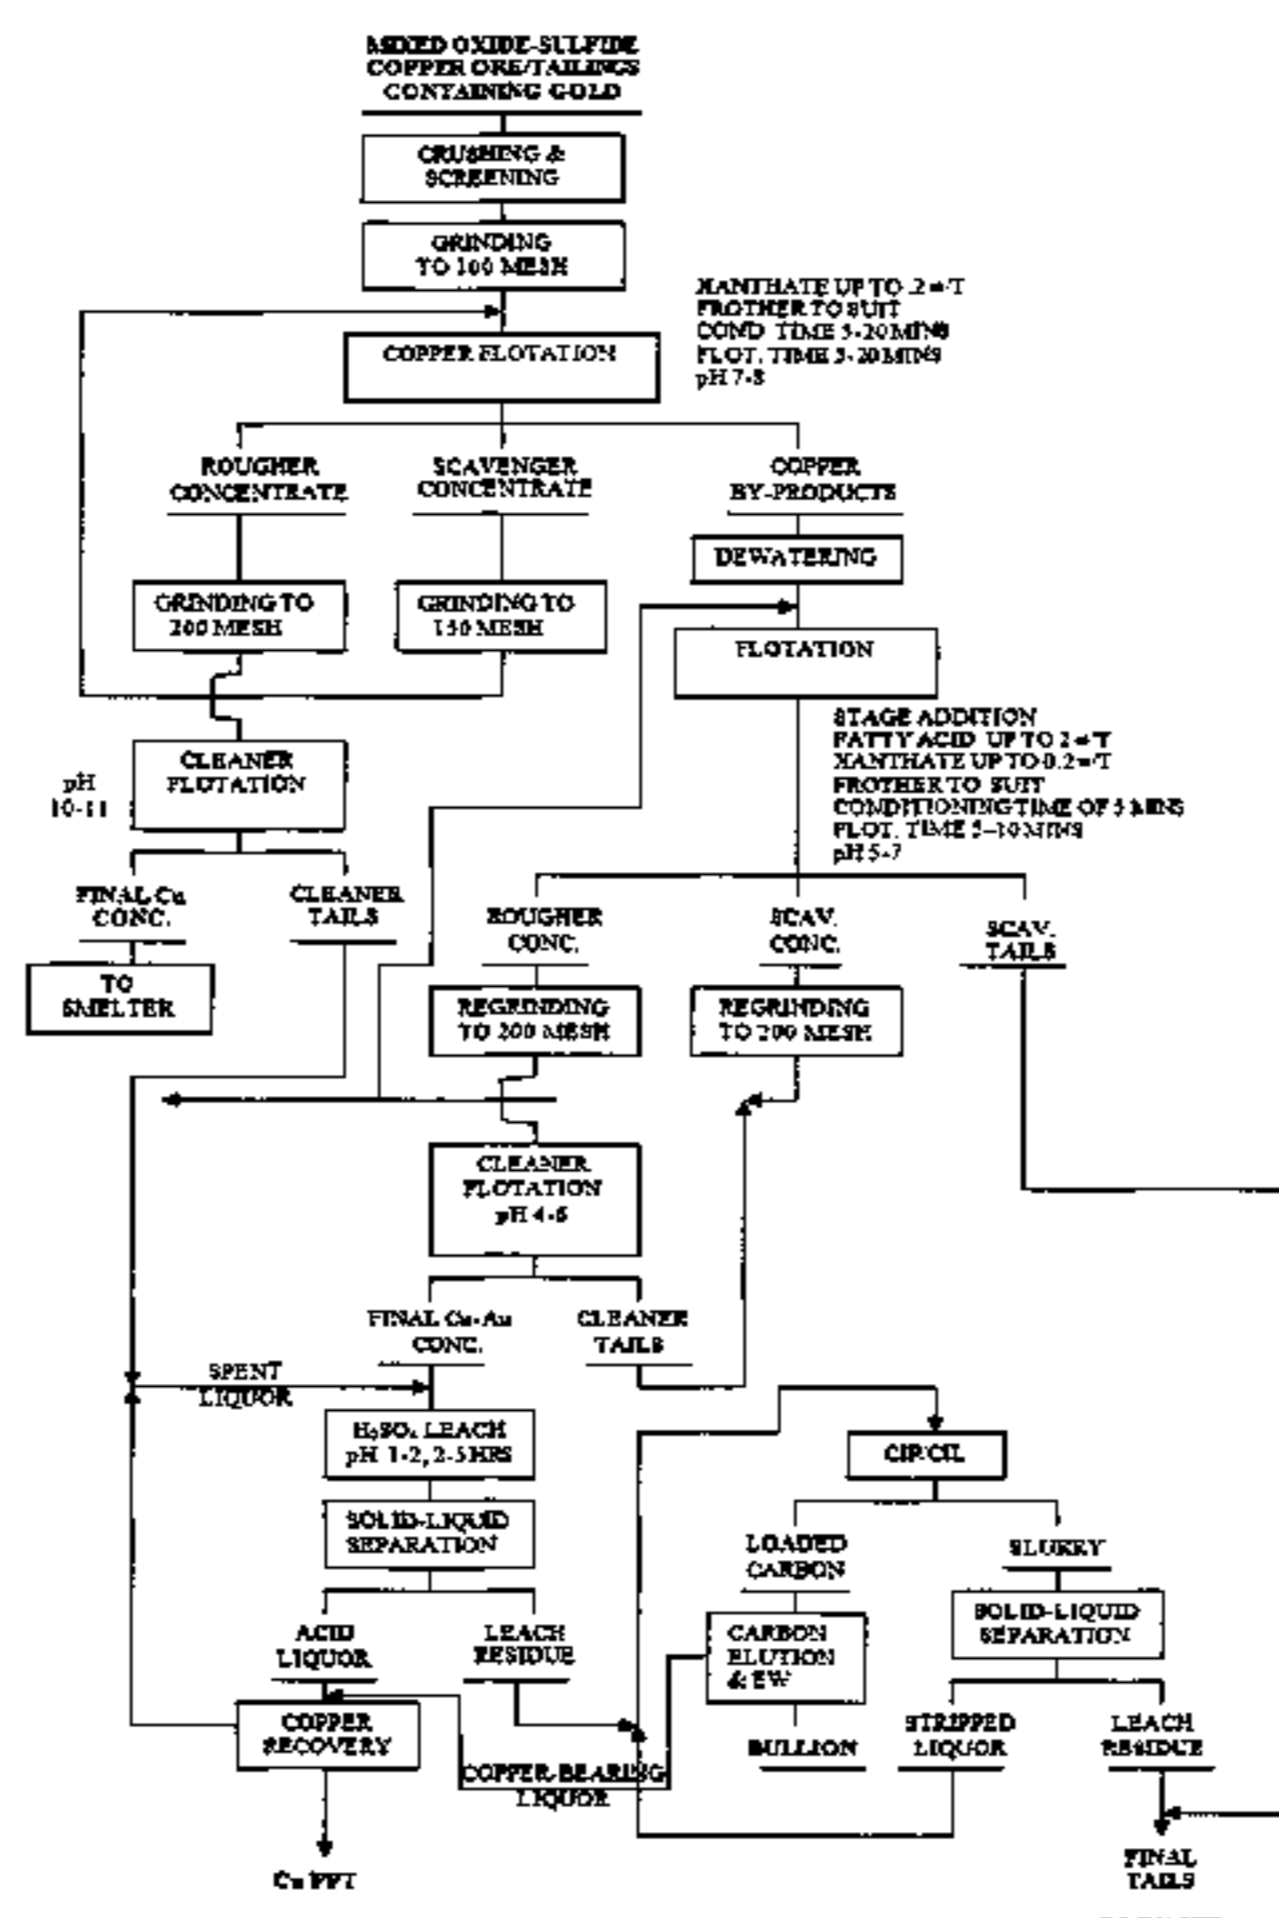 MIXED OXIDE-SULFIDE
COPPER ORE/TAILINGS
CONTAINING GOLD
CRUSHING &
SCREENING
GRINDING
TO 100 MESH
XANTHATE UP TO .2 #/T
FROTHER TO SUIT
COND TIME 5-20 MINS
FLOT. TIME 5-20 MINS
pH 7-8
COPPER FLOTATION
ROUGHER
CONCENTRATE
SCAVENGER
CONCENTRATE
COPPER
BY-PRODUCTS
DEWATERING
GRINDING TO
200 MESH
GRINDING TO
150 MESH
FLOTATION
STAGE ADDITION
FATTY ACID UP TO 2 #/T
XANTHATE UP TO 0.2 #/T
FROTHER TO SUIT
CONDITIONING TIME OF 5 MINS
FLOT. TIME 5-10 MINS
pH 5-7
CLEANER
FLOTATION
pH
10-11
FINAL Cu
CONC.
CLEANER
TAILS
ROUGHER
CONC.
SCAV.
CONC.
SCAV.
TAILS
TO
SMELTER
REGRINDING
TO 200 MESH
REGRINDING
TO 200 MESH
CLEANER
FLOTATION
pH 4-6
FINAL Cu-Au
CONC.
CLEANER
TAILS
SPENT
LIQUOR
H₂SO₄ LEACH
pH 1-2, 2-5 HRS
CIP/CIL
SOLID-LIQUID
SEPARATION
LOADED
CARBON
SLURRY
ACID
LIQUOR
LEACH
RESIDUE
CARBON
ELUTION
& EW
SOLID-LIQUID
SEPARATION
COPPER
RECOVERY
BULLION
STRIPPED
LIQUOR
LEACH
RESIDUE
COPPER-BEARING
LIQUOR
Cu PPT
FINAL
TAILS